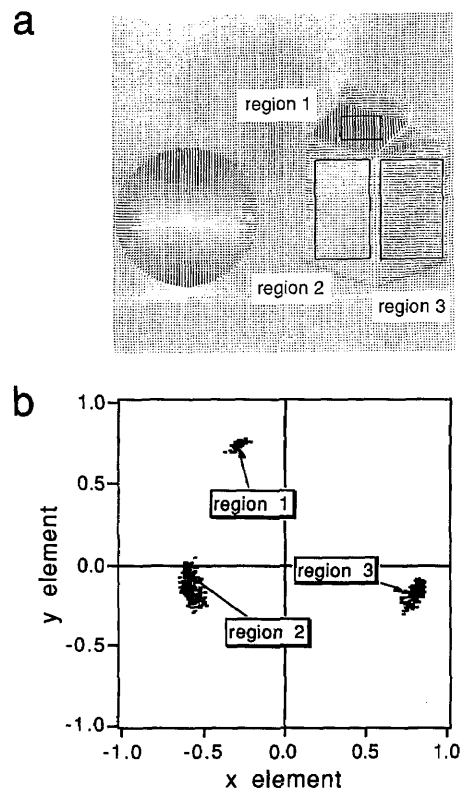 a
region 1
region 2
region 3
b
1.0
0.5
0.0
-0.5
-1.0
y element
region 1
region 3
region 2
-1.0 -0.5 0.0 0.5 1.0
x element